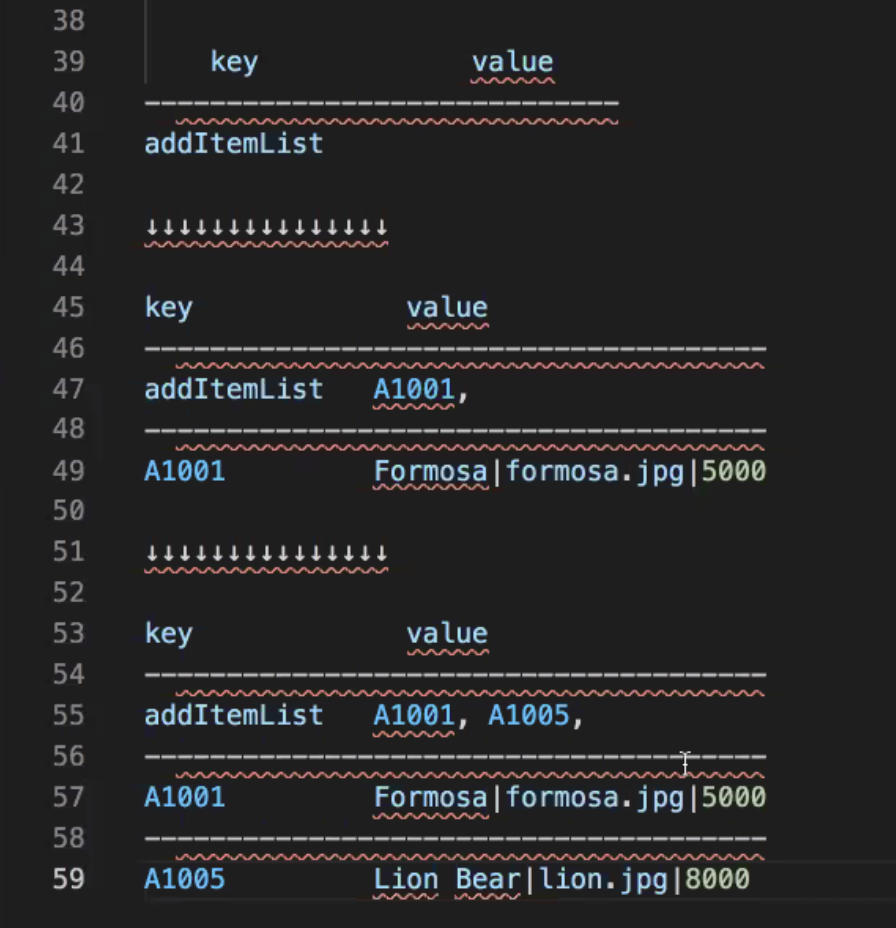 38
39 key value
40 -----------------------------
41 addItemList
42
43 ↓↓↓↓↓↓↓↓↓↓↓↓↓↓↓
44
45 key value
46 --------------------------------------
47 addItemList A1001,
48 --------------------------------------
49 A1001 Formosa|formosa.jpg|5000
50
51 ↓↓↓↓↓↓↓↓↓↓↓↓↓↓↓
52
53 key value
54 --------------------------------------
55 addItemList A1001, A1005,
56 --------------------------------------
57 A1001 Formosa|formosa.jpg|5000
58 --------------------------------------
59 A1005 Lion Bear|lion.jpg|8000